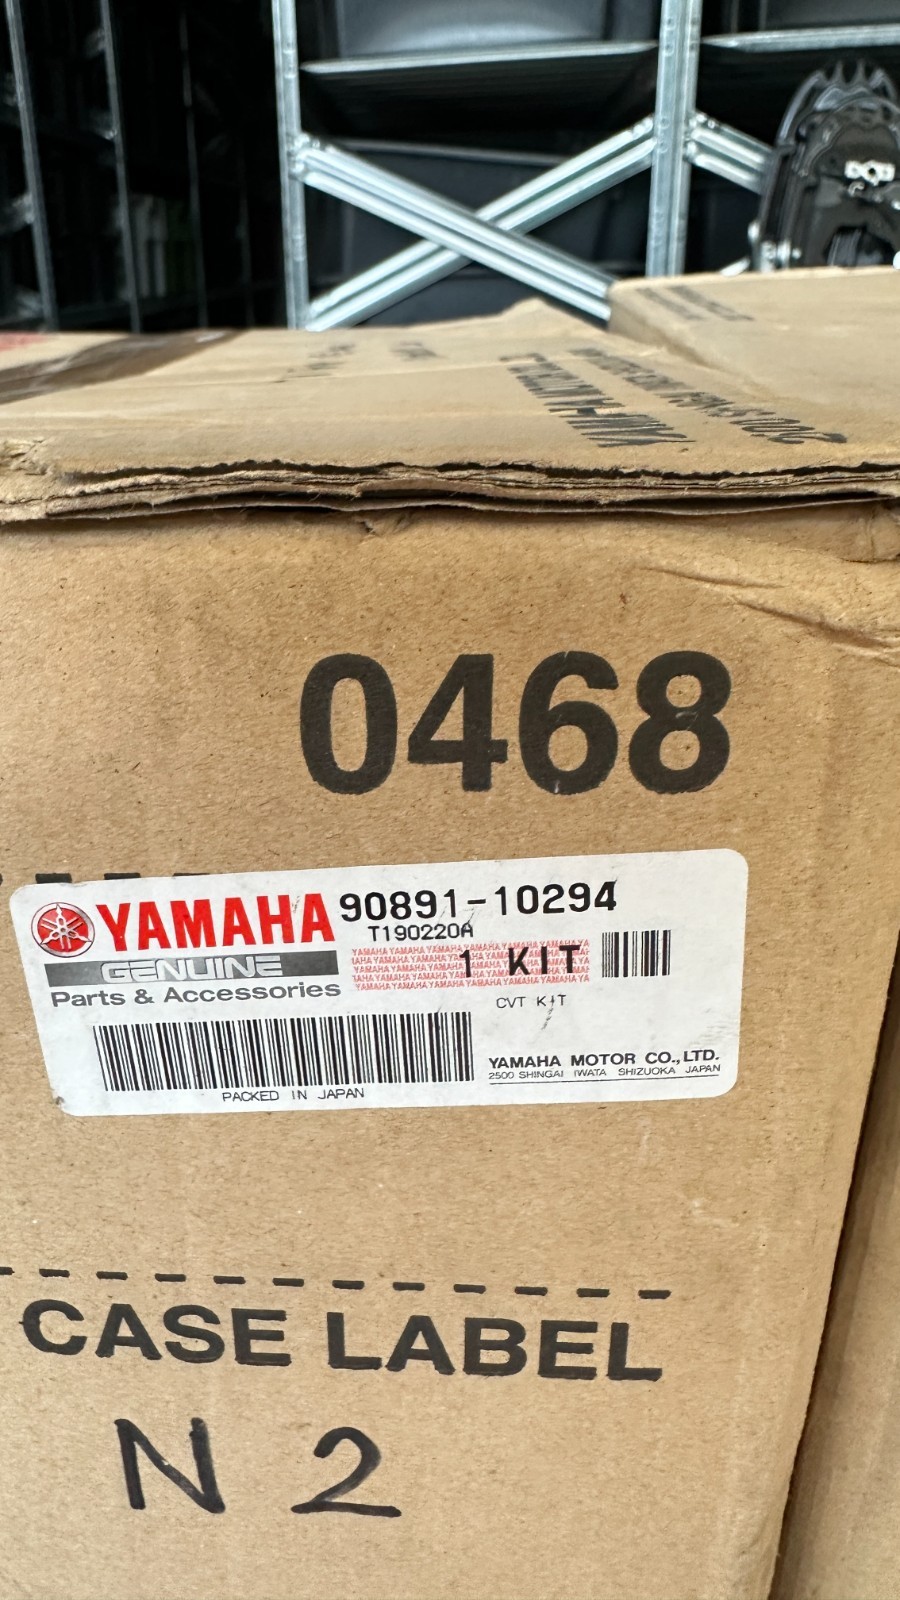 0468
YAMAHA 90891-10294
T190220A
GENUINE
1 KIT
Parts & Accessories
CVT KIT
YAMAHA MOTOR CO., LTD.
2500 SHINGAI IWATA SHIZUOKA JAPAN
PACKED IN JAPAN
CASE LABEL
N 2